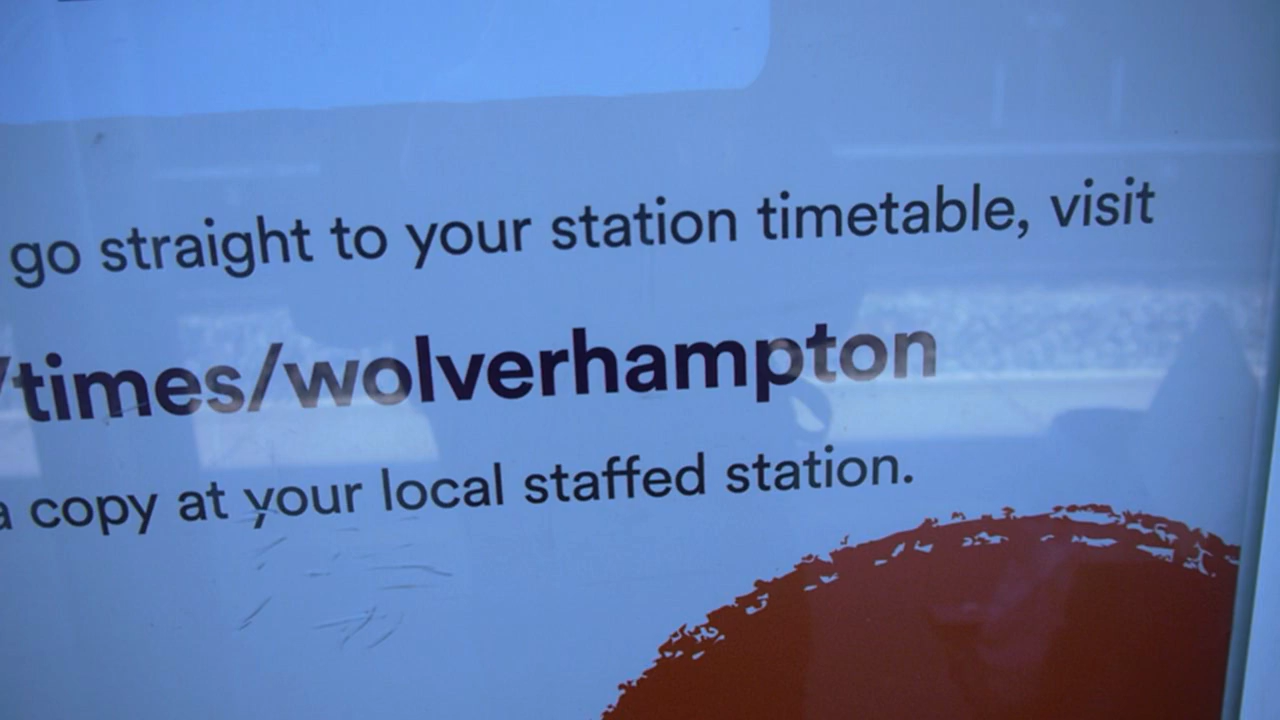 go straight to your station timetable, visit
/times/wolverhampton
a copy at your local staffed station.